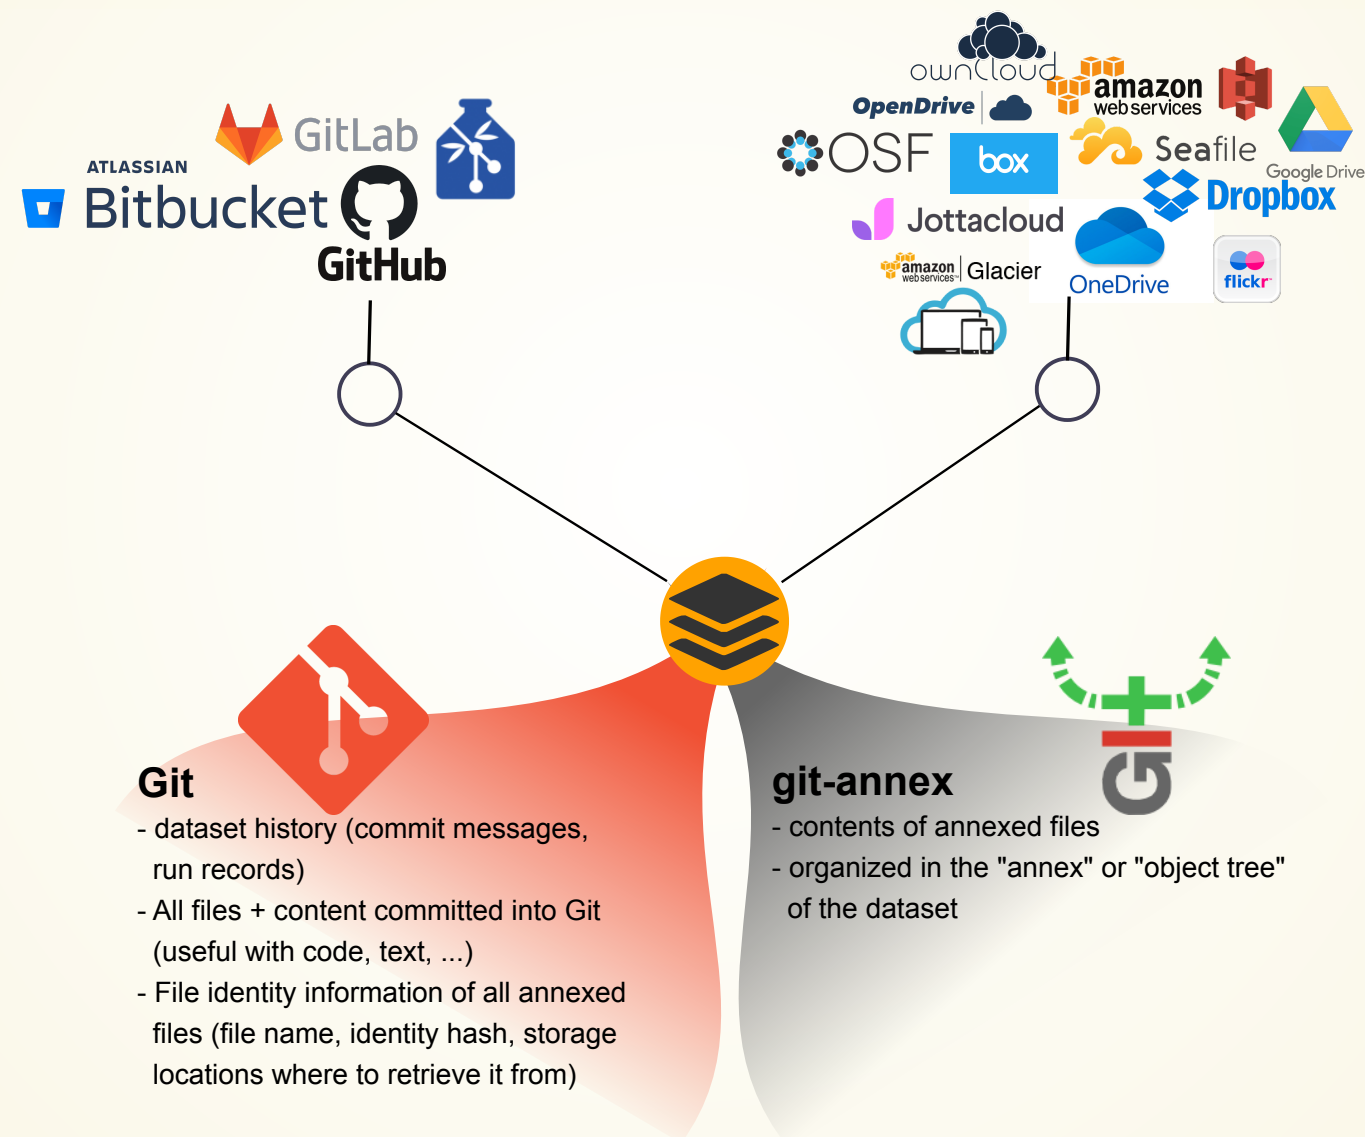 GitLab
ATLASSIAN
Bitbucket
GitHub
ownCloud
OpenDrive
amazon
web services
OSF
box
Seafile
Google Drive
Dropbox
Jottacloud
amazon
web services™
Glacier
OneDrive
flickr™
GIT
Git
- dataset history (commit messages,
run records)
- All files + content committed into Git
(useful with code, text, ...)
- File identity information of all annexed
files (file name, identity hash, storage
locations where to retrieve it from)
git-annex
- contents of annexed files
- organized in the "annex" or "object tree"
of the dataset